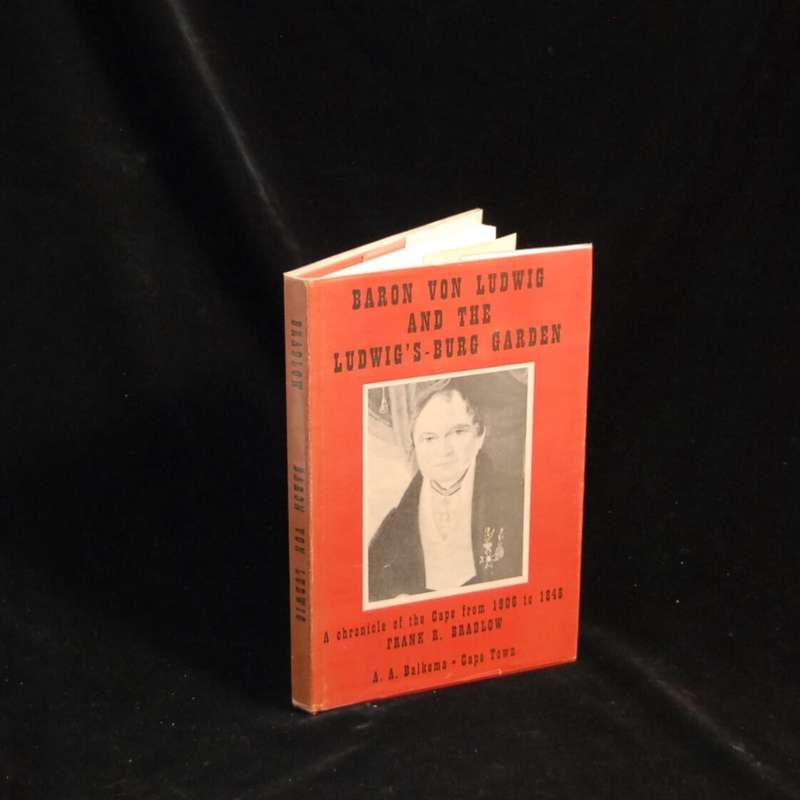 BARON VON LUDWIG
AND THE
LUDWIG'S-BURG GARDEN
A chronicle of the Cape from 1806 to 1848
FRANK R. BRADLOW
A. A. Balkema - Cape Town
BRADLOW
BARON VON LUDWIG